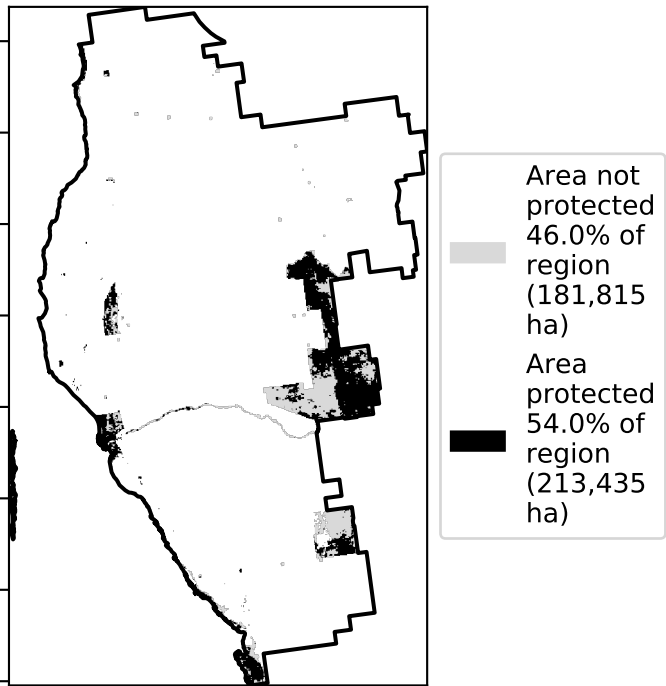 Area not
protected
46.0% of
region
(181,815
ha)
Area
protected
54.0% of
region
(213,435
ha)